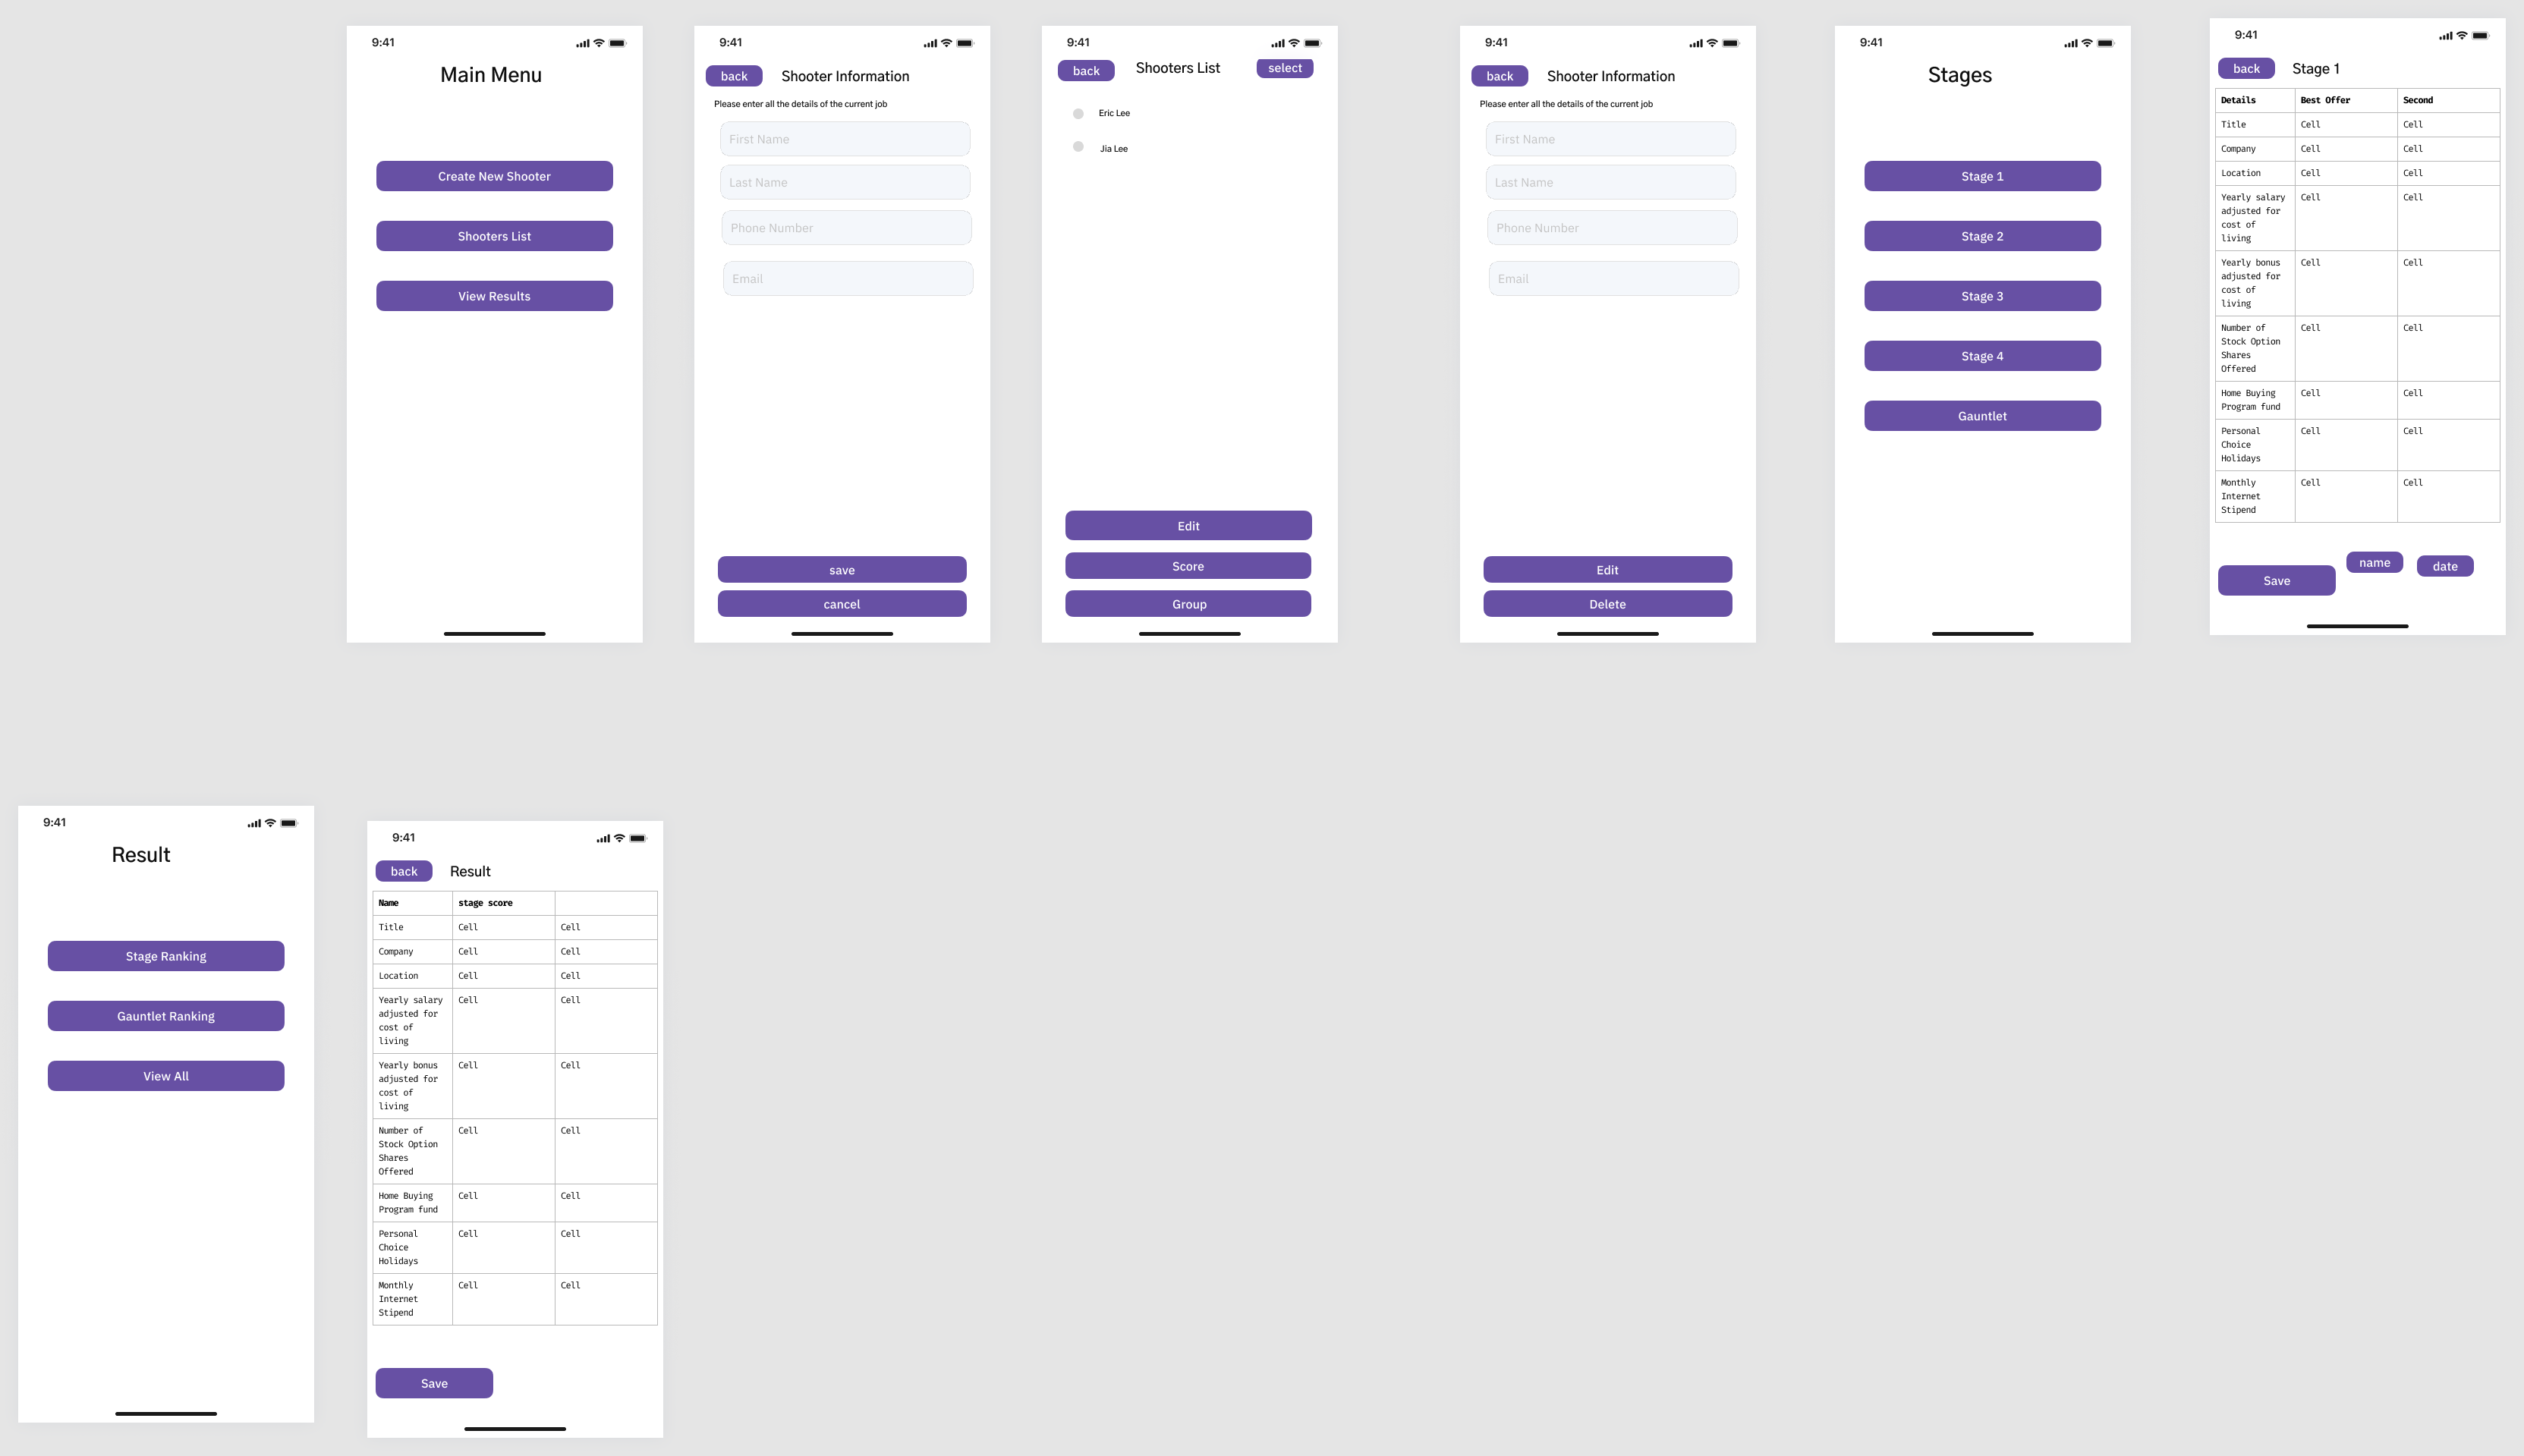 9:41
Main Menu
Create New Shooter
Shooters List
View Results
9:41
back Shooter Information
Please enter all the details of the current job
First Name
Last Name
Phone Number
Email
save
cancel
9:41
back Shooters List select
Eric Lee
Jia Lee
Edit
Score
Group
9:41
back Shooter Information
Please enter all the details of the current job
First Name
Last Name
Phone Number
Email
Edit
Delete
9:41
Stages
Stage 1
Stage 2
Stage 3
Stage 4
Gauntlet
9:41
back Stage 1
Details Best Offer Second
Title Cell Cell
Company Cell Cell
Location Cell Cell
Yearly salary Cell Cell
adjusted for
cost of
living
Yearly bonus Cell Cell
adjusted for
cost of
living
Number of Cell Cell
Stock Option
Shares
Offered
Home Buying Cell Cell
Program fund
Personal Cell Cell
Choice
Holidays
Monthly Cell Cell
Internet
Stipend
Save name date
9:41
Result
Stage Ranking
Gauntlet Ranking
View All
9:41
back Result
Name stage score
Title Cell Cell
Company Cell Cell
Location Cell Cell
Yearly salary Cell Cell
adjusted for
cost of
living
Yearly bonus Cell Cell
adjusted for
cost of
living
Number of Cell Cell
Stock Option
Shares
Offered
Home Buying Cell Cell
Program fund
Personal Cell Cell
Choice
Holidays
Monthly Cell Cell
Internet
Stipend
Save